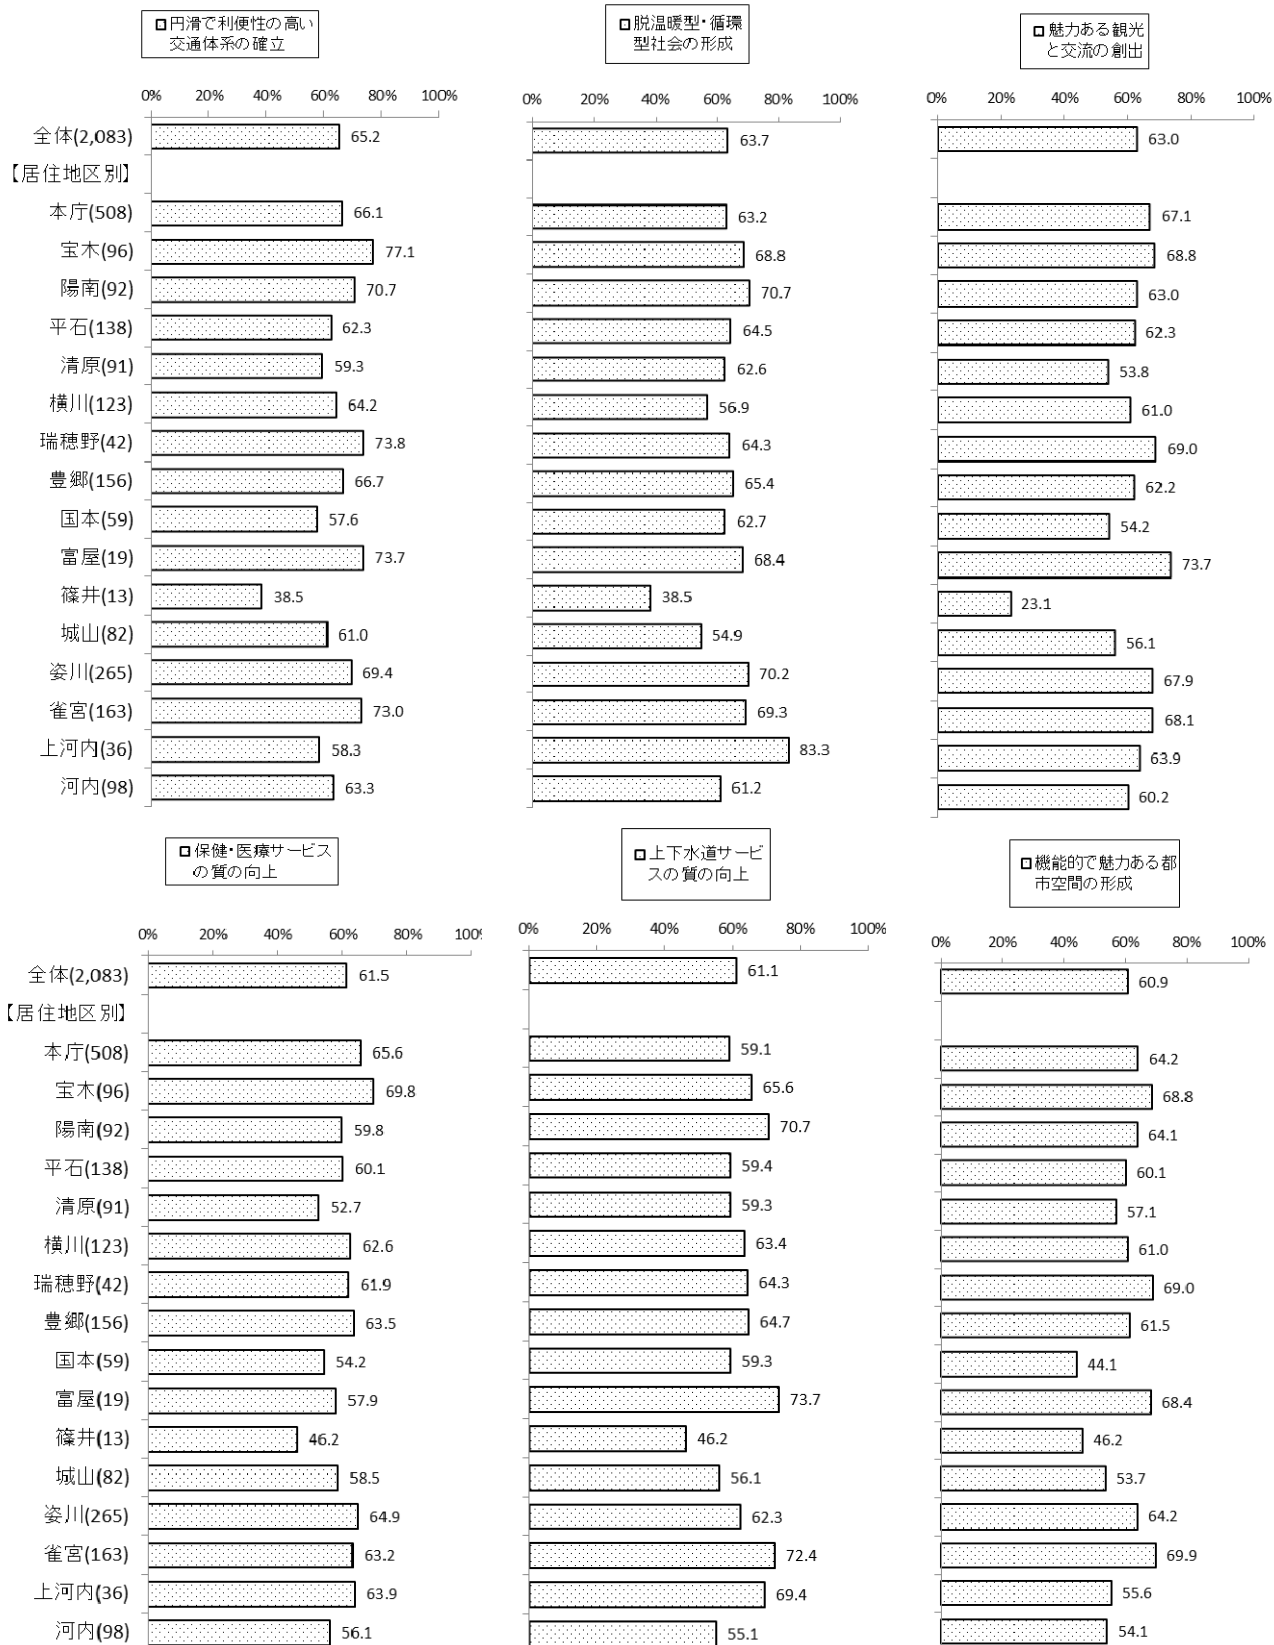 円滑で利便性の高い
交通体系の確立
脱温暖型・循環
型社会の形成
魅力ある観光
と交流の創出
0% 20% 40% 60% 80% 100%
0% 20% 40% 60% 80% 100%
0% 20% 40% 60% 80% 100%
全体(2,083) 65.2 63.7 63.0
【居住地区別】
本庁(508) 66.1 63.2 67.1
宝木(96) 77.1 68.8 68.8
陽南(92) 70.7 70.7 63.0
平石(138) 62.3 64.5 62.3
清原(91) 59.3 62.6 53.8
横川(123) 64.2 56.9 61.0
瑞穂野(42) 73.8 64.3 69.0
豊郷(156) 66.7 65.4 62.2
国本(59) 57.6 62.7 54.2
富屋(19) 73.7 68.4 73.7
篠井(13) 38.5 38.5 23.1
城山(82) 61.0 54.9 56.1
姿川(265) 69.4 70.2 67.9
雀宮(163) 73.0 69.3 68.1
上河内(36) 58.3 83.3 63.9
河内(98) 63.3 61.2 60.2
保健・医療サービス
の質の向上
上下水道サービ
スの質の向上
機能的で魅力ある都
市空間の形成
0% 20% 40% 60% 80% 100%
0% 20% 40% 60% 80% 100%
0% 20% 40% 60% 80% 100%
全体(2,083) 61.5 61.1 60.9
【居住地区別】
本庁(508) 65.6 59.1 64.2
宝木(96) 69.8 65.6 68.8
陽南(92) 59.8 70.7 64.1
平石(138) 60.1 59.4 60.1
清原(91) 52.7 59.3 57.1
横川(123) 62.6 63.4 61.0
瑞穂野(42) 61.9 64.3 69.0
豊郷(156) 63.5 64.7 61.5
国本(59) 54.2 59.3 44.1
富屋(19) 57.9 73.7 68.4
篠井(13) 46.2 46.2 46.2
城山(82) 58.5 56.1 53.7
姿川(265) 64.9 62.3 64.2
雀宮(163) 63.2 72.4 69.9
上河内(36) 63.9 69.4 55.6
河内(98) 56.1 55.1 54.1